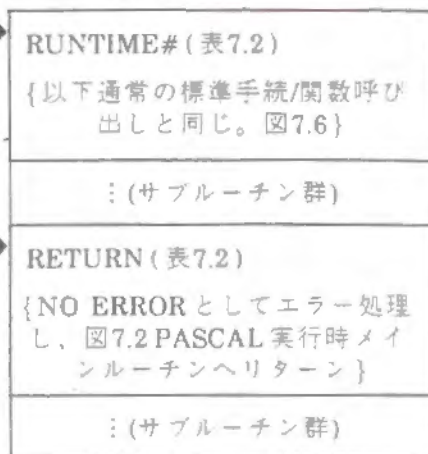 RUNTIME#(表7.2)
{以下通常の標準手続/関数呼び
出しと同じ。図7.6}
⋮(サブルーチン群)
RETURN(表7.2)
{NO ERRORとしてエラー処理
し、図7.2 PASCAL実行時メイ
ンルーチンへリターン}
⋮(サブルーチン群)